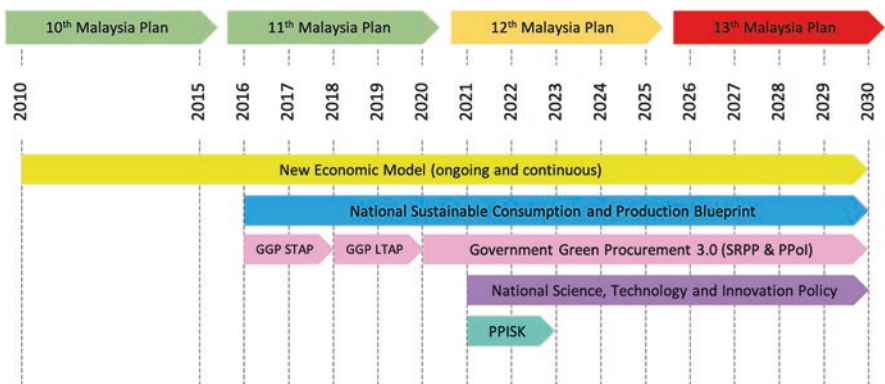 10th Malaysia Plan
11th Malaysia Plan
12th Malaysia Plan
13th Malaysia Plan
2010
2015
2016
2017
2018
2019
2020
2021
2022
2023
2024
2025
2026
2027
2028
2029
2030
New Economic Model (ongoing and continuous)
National Sustainable Consumption and Production Blueprint
GGP STAP
GGP LTAP
Government Green Procurement 3.0 (SRPP & PPoI)
National Science, Technology and Innovation Policy
PPISK